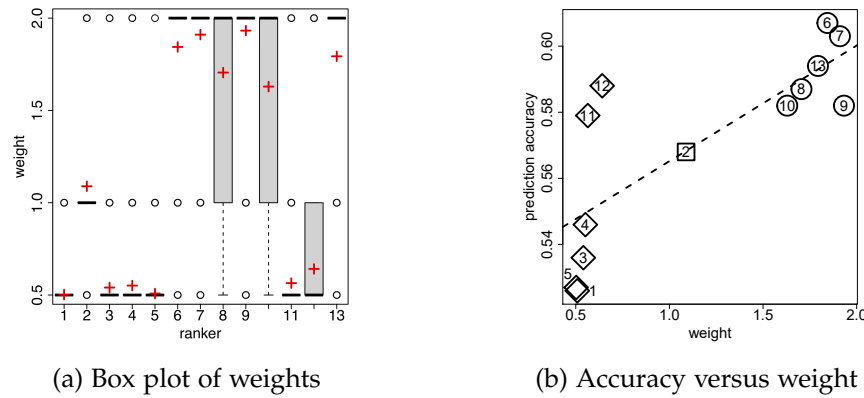 2.0
1.5
1.0
0.5
weight
1 2 3 4 5 6 7 8 9 11 13
ranker
(a) Box plot of weights
0.60
0.58
0.56
0.54
prediction accuracy
6
7
13
12
8
10 9
11
2
4
3
5
1
0.5 1.0 1.5 2.0
weight
(b) Accuracy versus weight